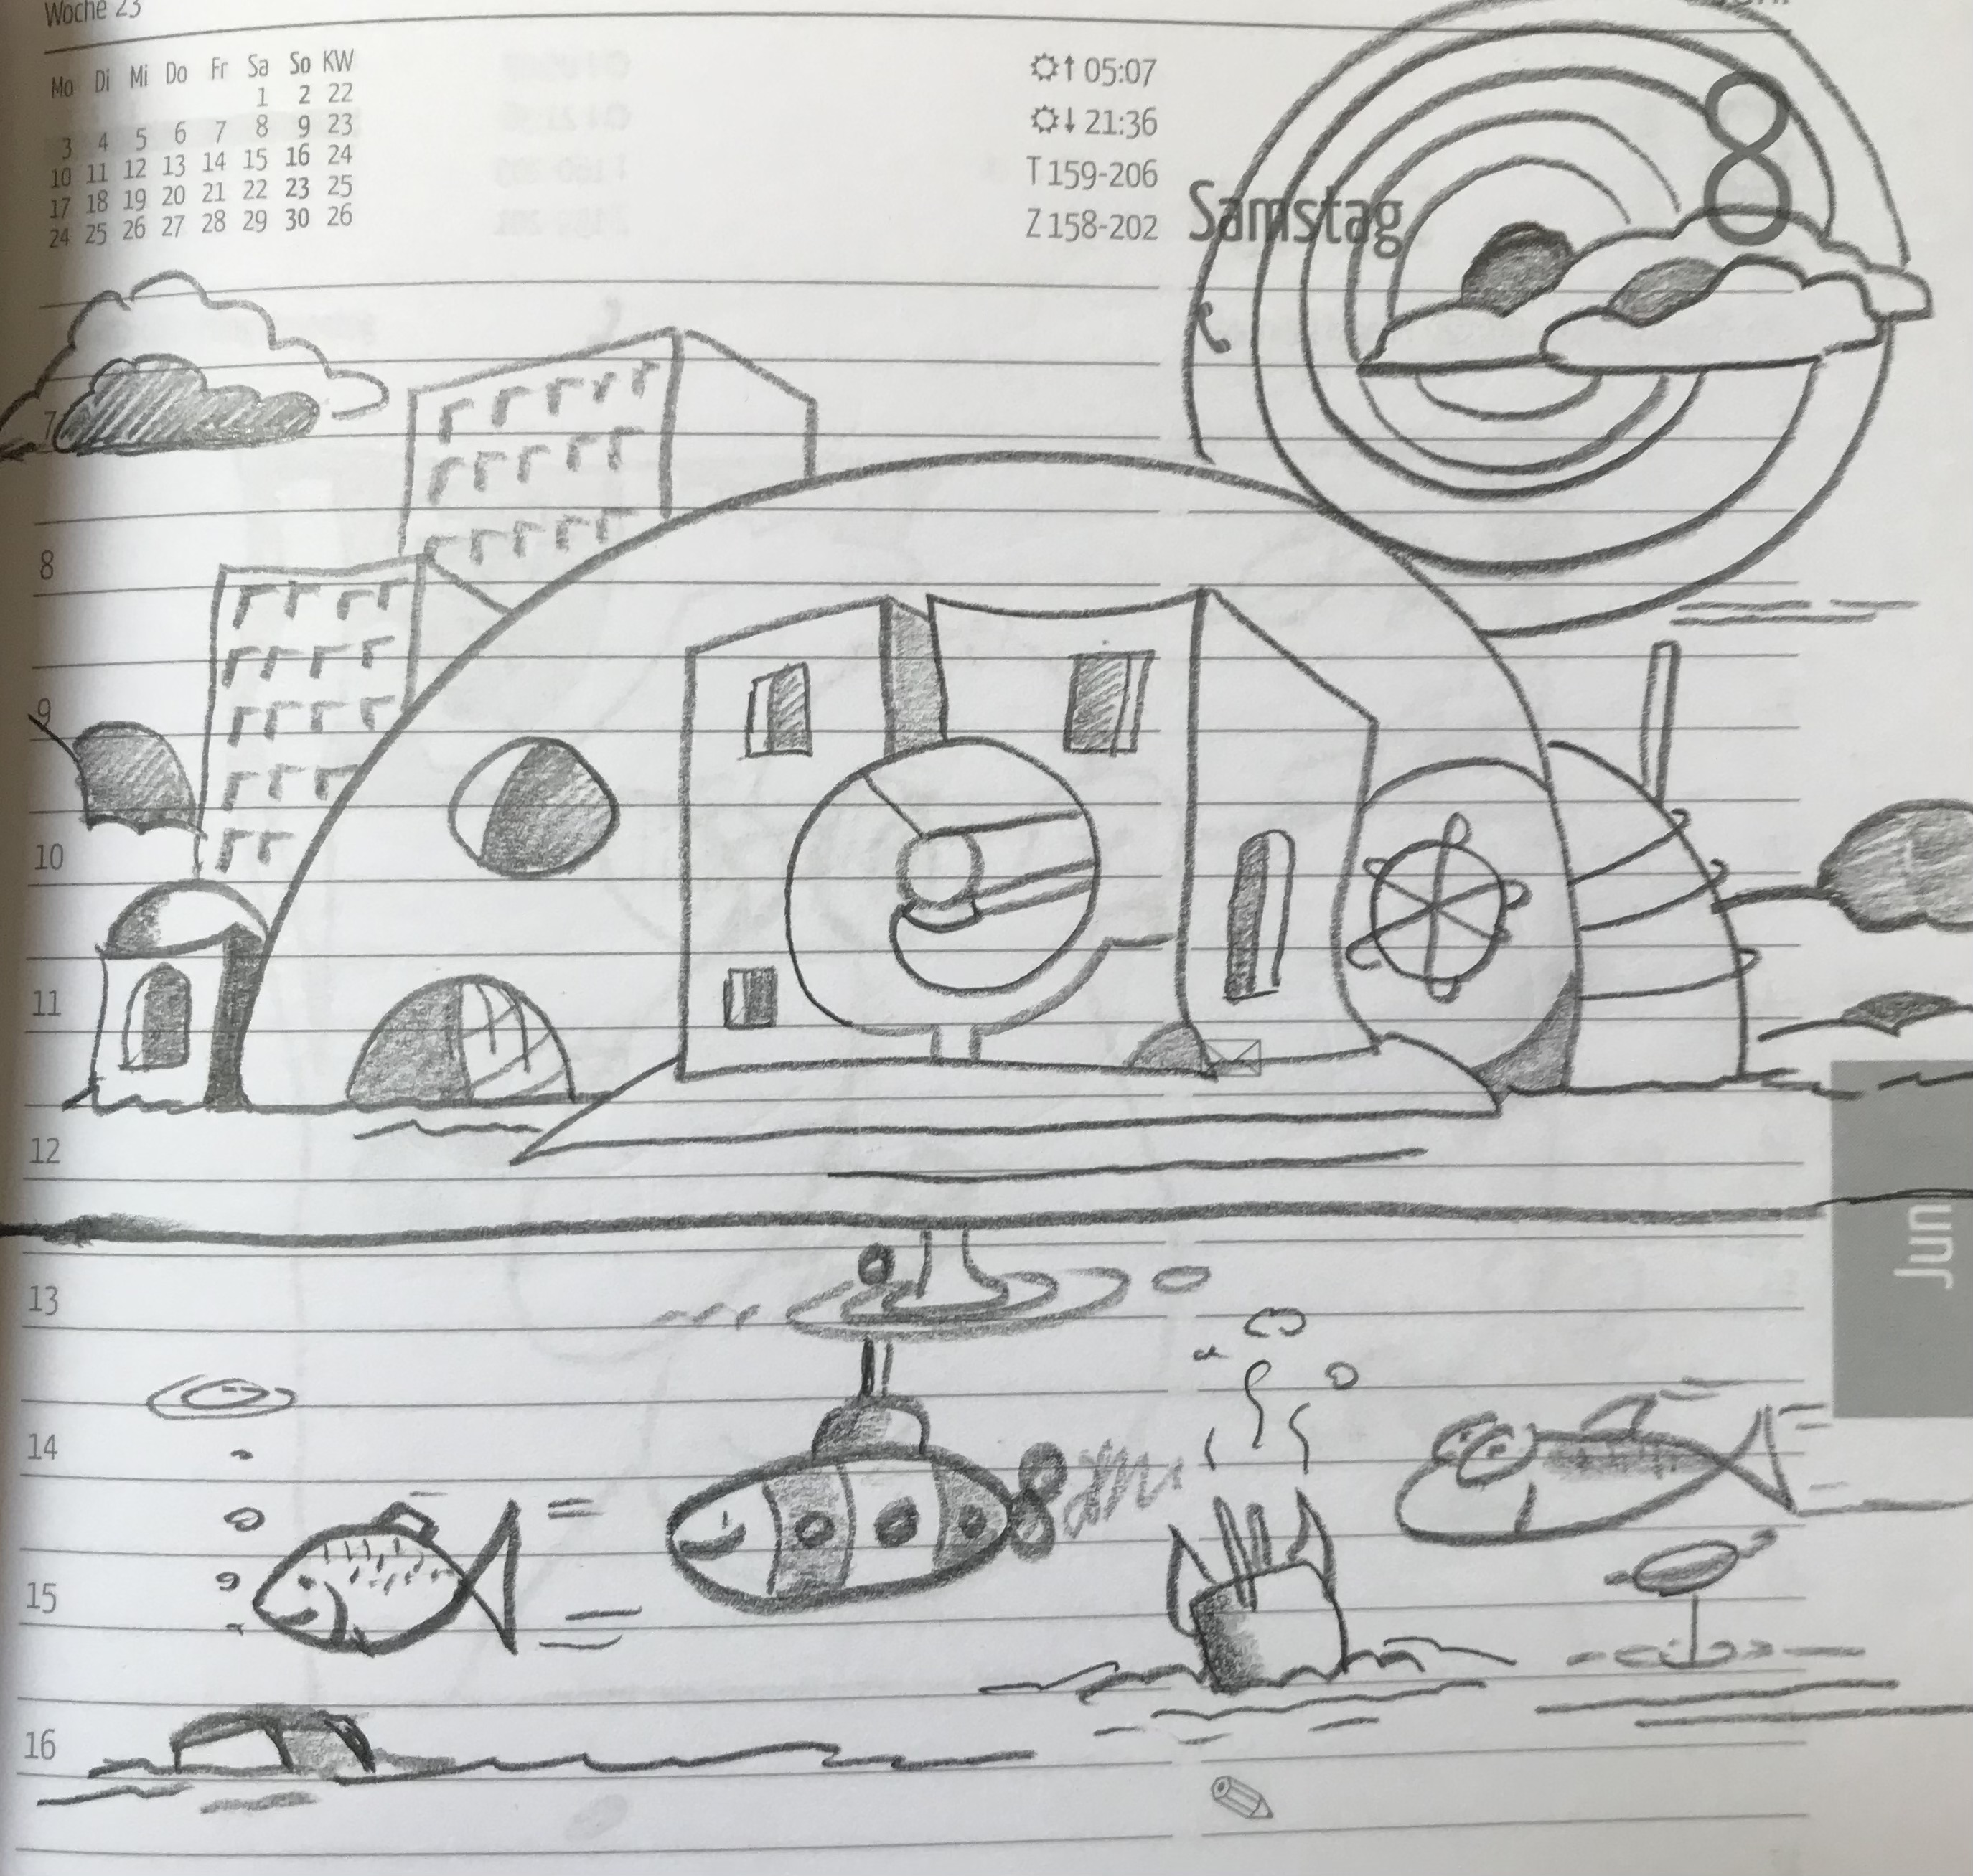 Woche 23
Mo Di Mi Do Fr Sa So KW
1 2 22
3 4 5 6 7 8 9 23
10 11 12 13 14 15 16 24
17 18 19 20 21 22 23 25
24 25 26 27 28 29 30 26
↑ 05:07
↓ 21:36
T 159-206
Z 158-202
Samstag
8
7
8
9
10
11
12
13
14
15
16
Jun